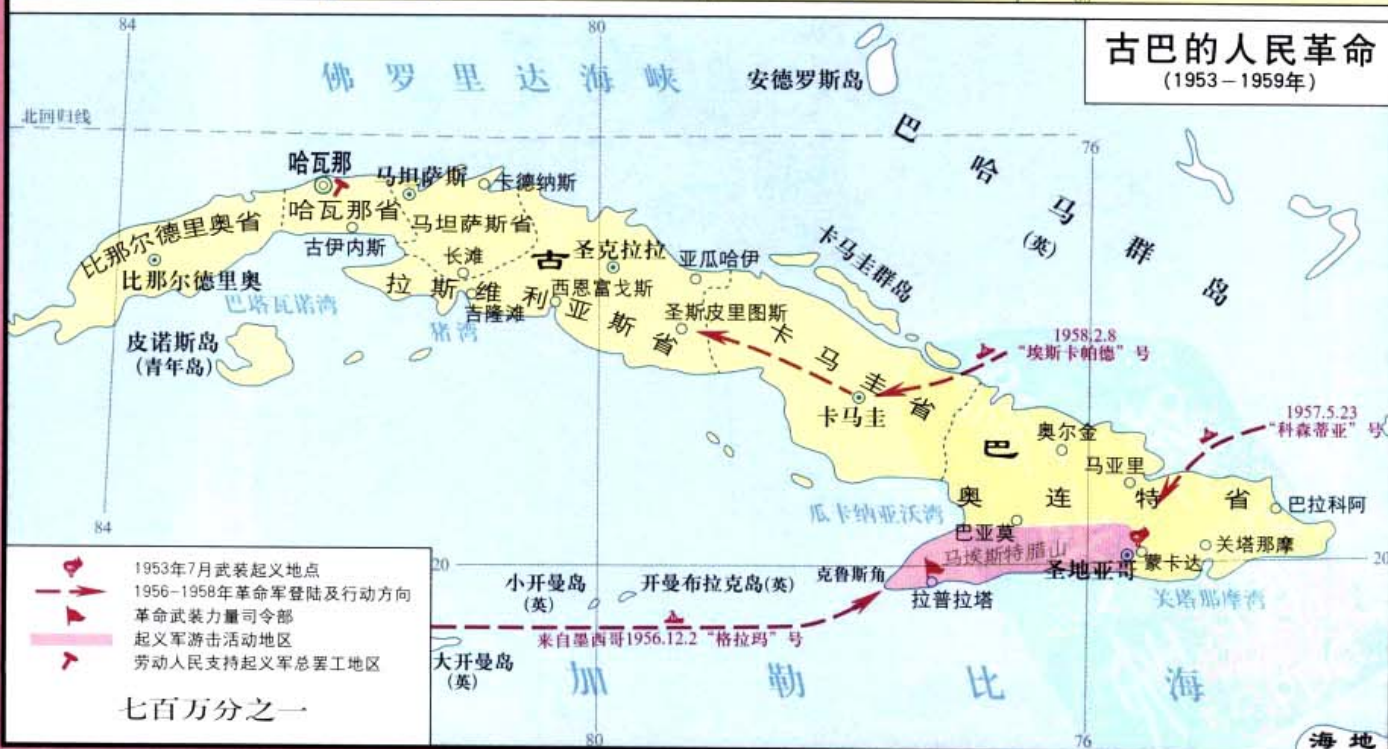 古巴的人民革命
(1953－1959年)
84
80
佛罗里达海峡
安德罗斯岛
北回归线
76
巴哈马群岛
(英)
哈瓦那
马坦萨斯
卡德纳斯
比那尔德里奥省
哈瓦那省
马坦萨斯省
古伊内斯
长滩
古
圣克拉拉
亚瓜哈伊
卡马圭群岛
比那尔德里奥
拉斯维利亚斯省
西恩富戈斯
吉隆滩
圣斯皮里图斯
巴塔瓦诺湾
猪湾
皮诺斯岛
(青年岛)
卡马圭省
1958.2.8
“埃斯卡帕德”号
卡马圭
1957.5.23
“科森蒂亚”号
巴
奥尔金
马亚里
奥连特省
巴拉科阿
瓜卡纳亚沃湾
巴亚莫
马埃斯特腊山
关塔那摩
蒙卡达
圣地亚哥
84
20
20
小开曼岛
(英)
开曼布拉克岛(英)
克鲁斯角
拉普拉塔
关塔那摩湾
来自墨西哥1956.12.2“格拉玛”号
大开曼岛
(英)
加勒比海
80
76
海地
1953年7月武装起义地点
1956－1958年革命军登陆及行动方向
革命武装力量司令部
起义军游击活动地区
劳动人民支持起义军总罢工地区
七百万分之一